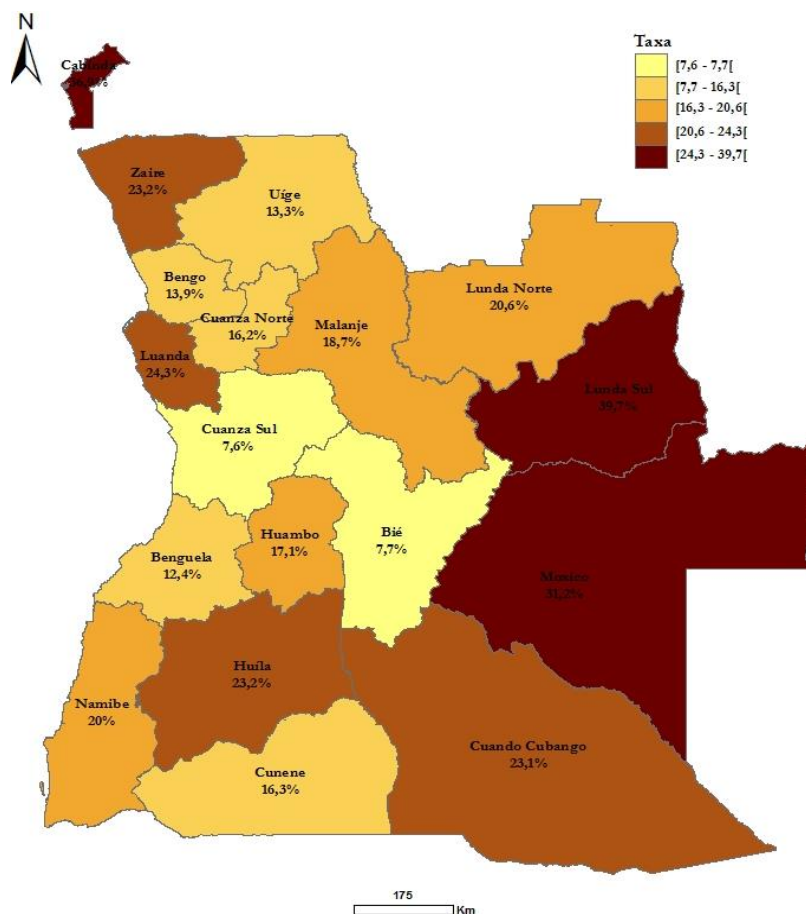 N
Taxa
[7,6 - 7,7[
[7,7 - 16,3[
[16,3 - 20,6[
[20,6 - 24,3[
[24,3 - 39,7[
Cabinda
Zaire
23,2%
Uíge
13,3%
Bengo
13,9%
Cuanza Norte
16,2%
Malanje
18,7%
Lunda Norte
20,6%
Luanda
24,3%
Lunda Sul
39,7%
Cuanza Sul
7,6%
Bié
7,7%
Huambo
17,1%
Benguela
12,4%
Moxico
31,2%
Huíla
23,2%
Namibe
20%
Cunene
16,3%
Cuando Cubango
23,1%
175
Km